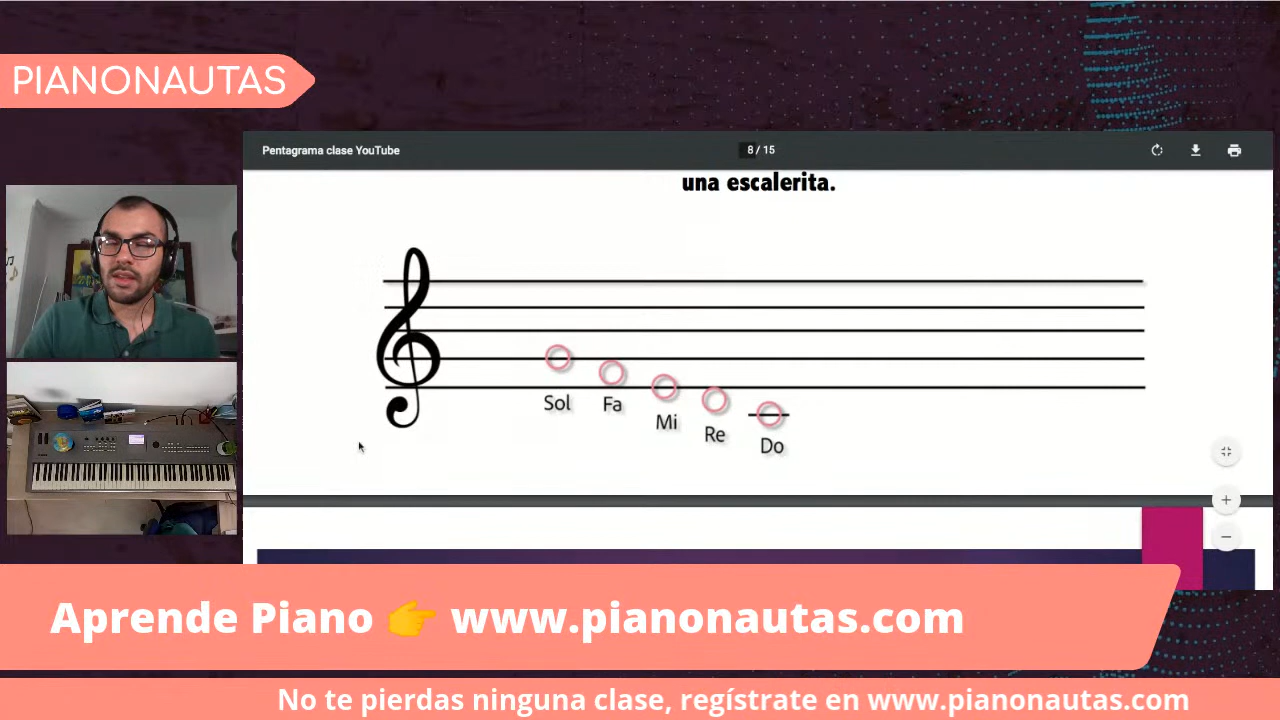 PIANONAUTAS
Pentagrama clase YouTube
8 / 15
una escalerita.
Sol
Fa
Mi
Re
Do
Aprende Piano 👉 www.pianonautas.com
No te pierdas ninguna clase, regístrate en www.pianonautas.com